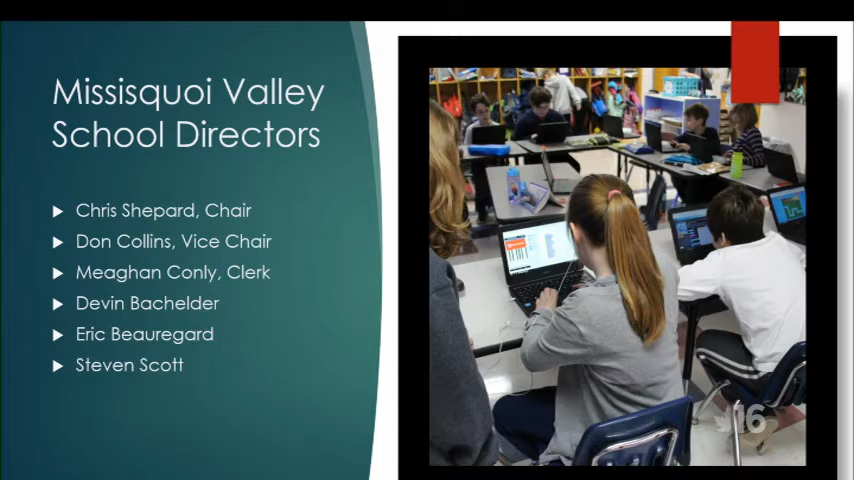 Missisquoi Valley
School Directors
Chris Shepard, Chair
Don Collins, Vice Chair
Meaghan Conly, Clerk
Devin Bachelder
Eric Beauregard
Steven Scott
16